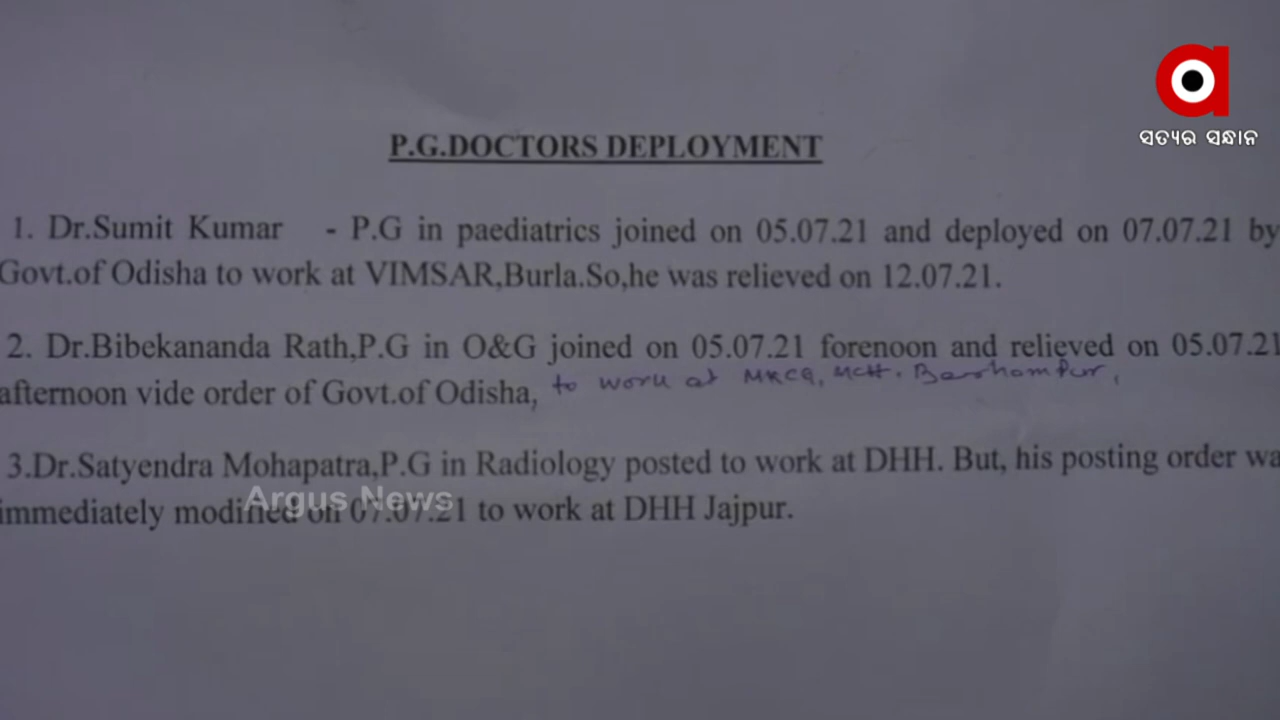 ସତ୍ୟର ସନ୍ଧାନ
P.G.DOCTORS DEPLOYMENT
1. Dr.Sumit Kumar - P.G in paediatrics joined on 05.07.21 and deployed on 07.07.21 by
Govt.of Odisha to work at VIMSAR,Burla.So,he was relieved on 12.07.21.
2. Dr.Bibekananda Rath,P.G in O&G joined on 05.07.21 forenoon and relieved on 05.07.21
afternoon vide order of Govt.of Odisha, to work at MKCG, MCH. Berhampur,
3.Dr.Satyendra Mohapatra,P.G in Radiology posted to work at DHH. But, his posting order wa
Argus News
immediately modified on 07.07.21 to work at DHH Jajpur.